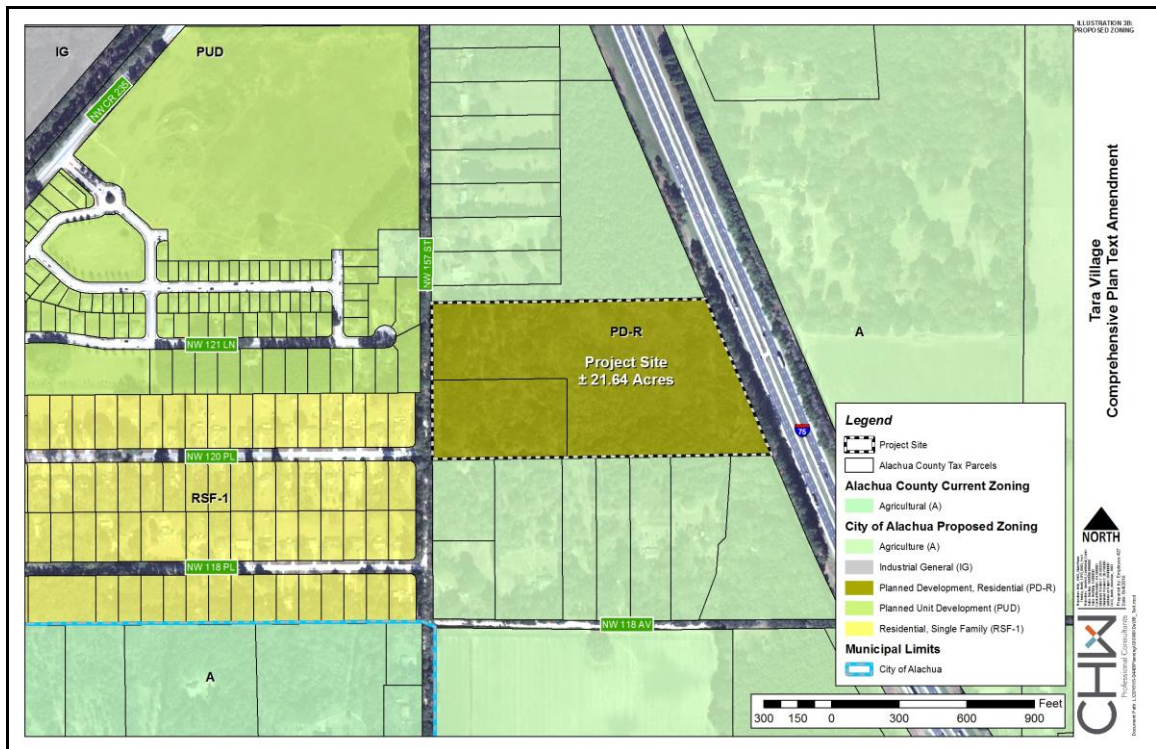 ILLUSTRATION 3B:
PROPOSED ZONING
IG
PUD
NW CR 235
NW 157 ST
NW 121 LN
PD-R
Project Site
± 21.64 Acres
A
75
NW 120 PL
RSF-1
NW 118 PL
NW 118 AV
A
Legend
Project Site
Alachua County Tax Parcels
Alachua County Current Zoning
Agricultural (A)
City of Alachua Proposed Zoning
Agriculture (A)
Industrial General (IG)
Planned Development, Residential (PD-R)
Planned Unit Development (PUD)
Residential, Single Family (RSF-1)
Municipal Limits
City of Alachua
Feet
300 150 0 300 600 900
Tara Village
Comprehensive Plan Text Amendment
NORTH
CHW
Professional Consultants